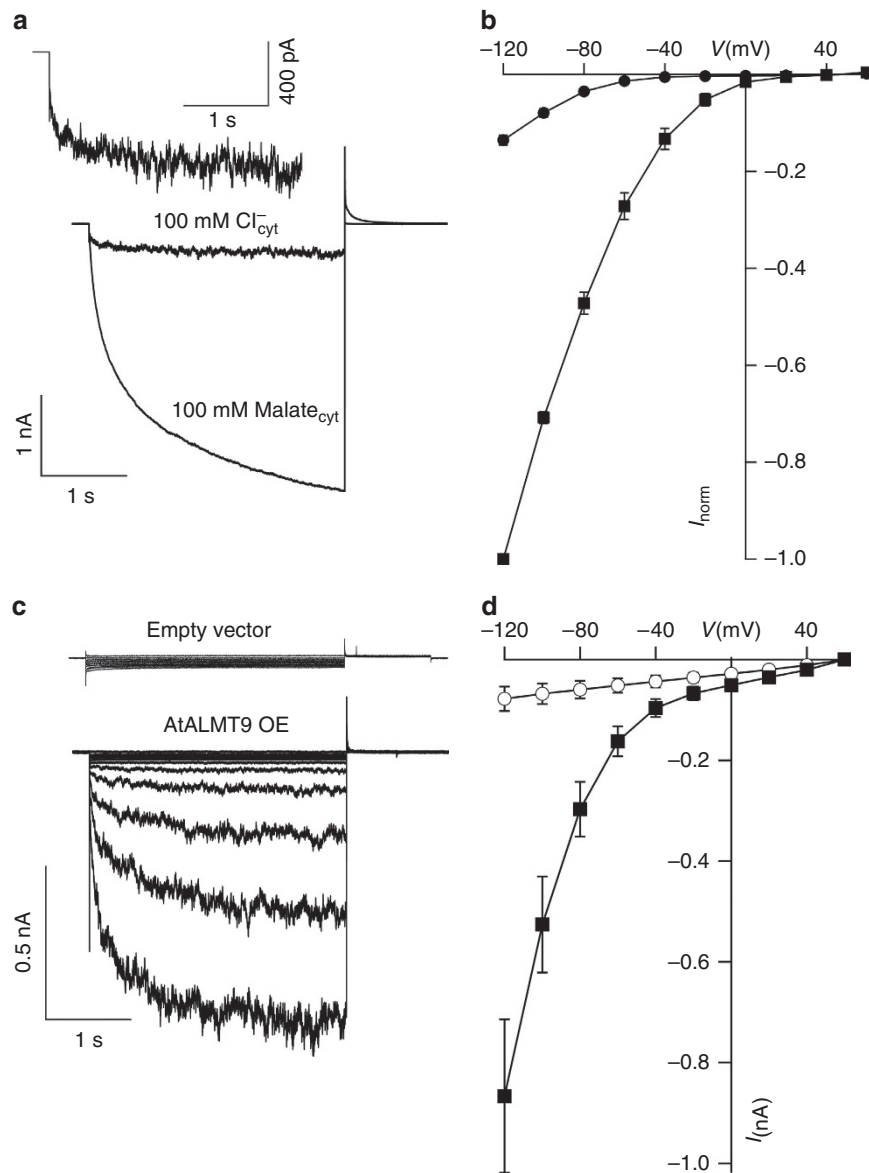 a
400 pA
1 s
100 mM Cl⁻cyt
100 mM Malatecyt
1 nA
1 s
b
−120 −80 −40 V(mV) 40
−0.2
−0.4
−0.6
−0.8
−1.0
Inorm
c
Empty vector
AtALMT9 OE
0.5 nA
1 s
d
−120 −80 −40 V(mV) 40
−0.2
−0.4
−0.6
−0.8
−1.0
I(nA)